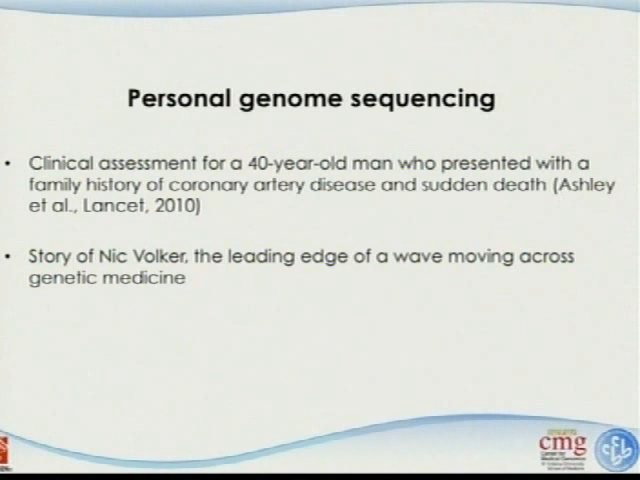 Personal genome sequencing
• Clinical assessment for a 40-year-old man who presented with a
family history of coronary artery disease and sudden death (Ashley
et al., Lancet, 2010)
• Story of Nic Volker, the leading edge of a wave moving across
genetic medicine
cmg